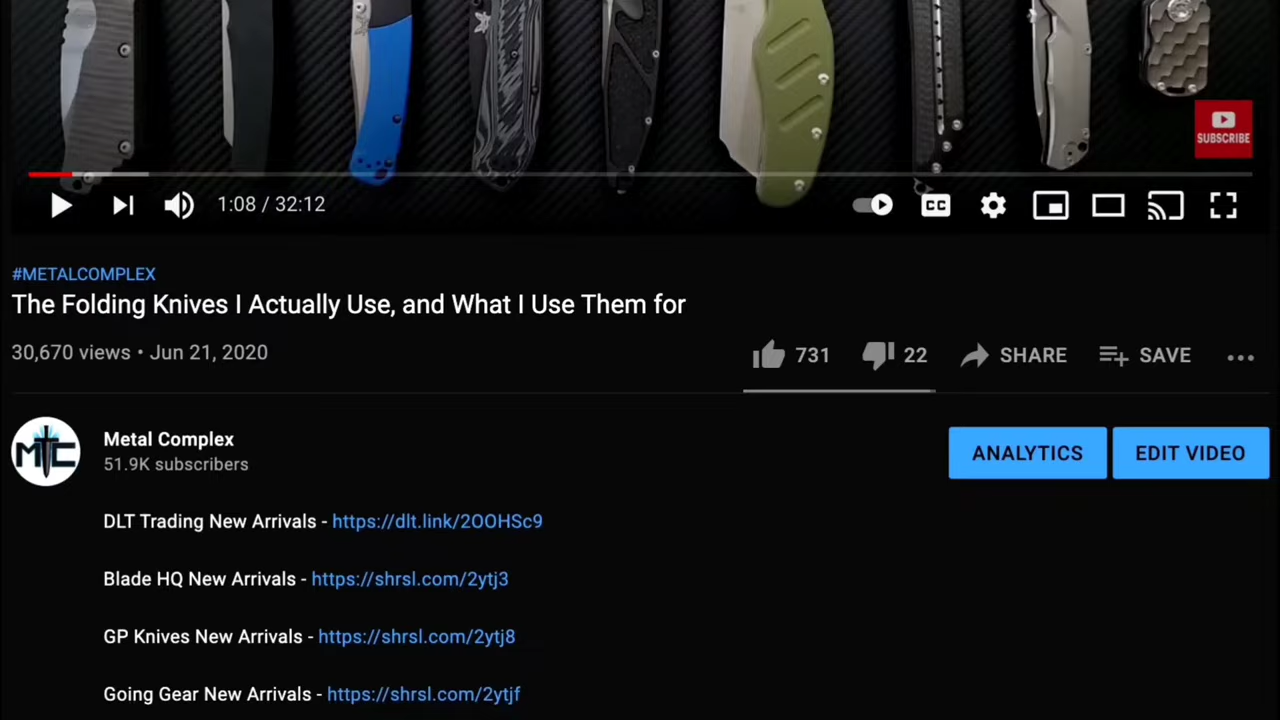 SUBSCRIBE
1:08 / 32:12
CC
#METALCOMPLEX
The Folding Knives I Actually Use, and What I Use Them for
30,670 views • Jun 21, 2020
731 22 SHARE SAVE
MTC
Metal Complex
51.9K subscribers
ANALYTICS EDIT VIDEO
DLT Trading New Arrivals - https://dlt.link/2OOHSc9
Blade HQ New Arrivals - https://shrsl.com/2ytj3
GP Knives New Arrivals - https://shrsl.com/2ytj8
Going Gear New Arrivals - https://shrsl.com/2ytjf